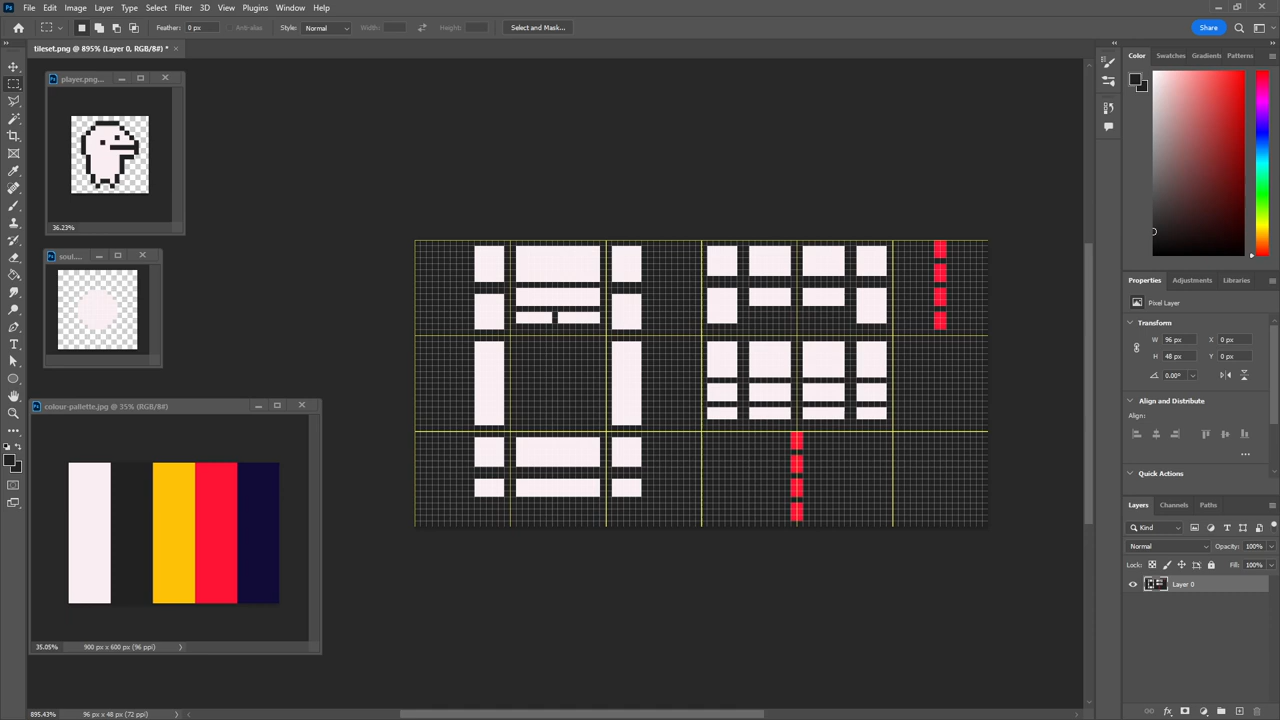 Ps File Edit Image Layer Type Select Filter 3D View Plugins Window Help
Feather: 0 px Anti-alias Style: Normal Width: Height: Select and Mask... Share
tileset.png @ 895% (Layer 0, RGB/8#) *
player.png...
36.23%
soul....
colour-pallette.jpg @ 35% (RGB/8#)
35.05% 900 px x 600 px (96 ppi)
895.43% 96 px x 48 px (72 ppi)
Color Swatches Gradients Patterns
Properties Adjustments Libraries
Pixel Layer
Transform
W 96 px X 0 px
H 48 px Y 0 px
0.00°
Align and Distribute
Align:
Quick Actions
Layers Channels Paths
Kind
Normal Opacity: 100%
Lock: Fill: 100%
Layer 0
fx